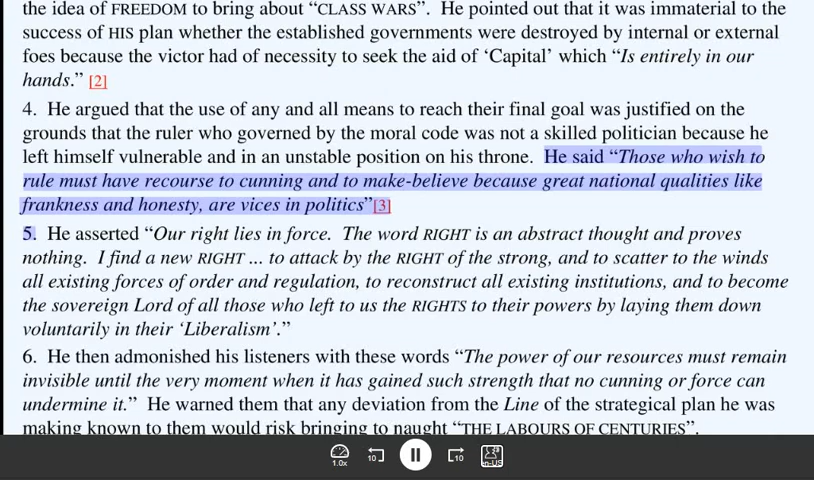 the idea of FREEDOM to bring about “CLASS WARS”.  He pointed out that it was immaterial to the
success of HIS plan whether the established governments were destroyed by internal or external
foes because the victor had of necessity to seek the aid of ‘Capital’ which “Is entirely in our
hands.” [2]
4.  He argued that the use of any and all means to reach their final goal was justified on the
grounds that the ruler who governed by the moral code was not a skilled politician because he
left himself vulnerable and in an unstable position on his throne.  He said “Those who wish to
rule must have recourse to cunning and to make-believe because great national qualities like
frankness and honesty, are vices in politics”[3]
5.  He asserted “Our right lies in force.  The word RIGHT is an abstract thought and proves
nothing.  I find a new RIGHT ... to attack by the RIGHT of the strong, and to scatter to the winds
all existing forces of order and regulation, to reconstruct all existing institutions, and to become
the sovereign Lord of all those who left to us the RIGHTS to their powers by laying them down
voluntarily in their ‘Liberalism’.”
6.  He then admonished his listeners with these words “The power of our resources must remain
invisible until the very moment when it has gained such strength that no cunning or force can
undermine it.”  He warned them that any deviation from the Line of the strategical plan he was
making known to them would risk bringing to naught “THE LABOURS OF CENTURIES”.
1.0x 10 10 en-US